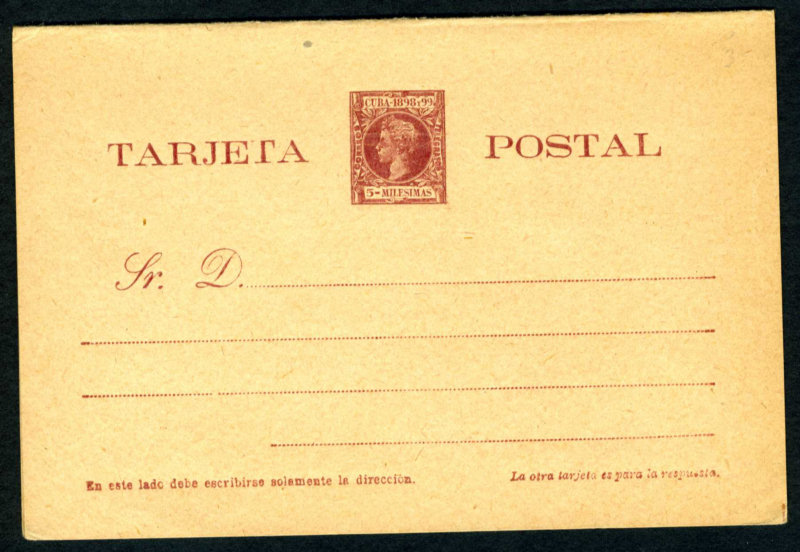 CUBA-1898 Y 99
TARJETA POSTAL
5- MILESIMAS
Sr. D.
En este lado debe escribirse solamente la dirección.
La otra tarjeta es para la respuesta.